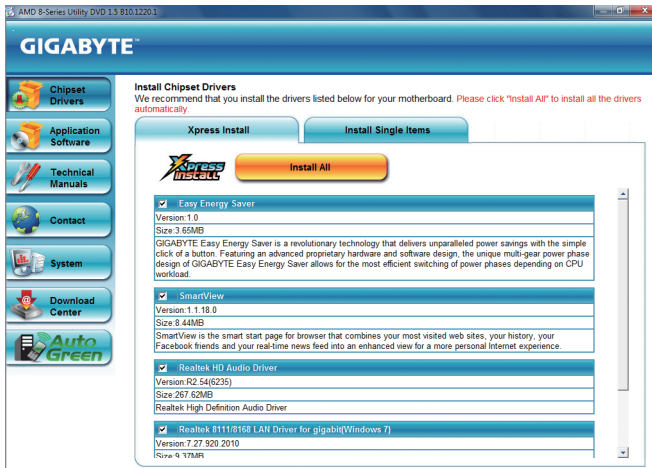 AMD 8-Series Utility DVD 1.5 B10.1220.1
GIGABYTE™
Chipset
Drivers
Application
Software
Technical
Manuals
Contact
System
Download
Center
Auto
Green
Install Chipset Drivers
We recommend that you install the drivers listed below for your motherboard. Please click "Install All" to install all the drivers
automatically.
Xpress Install
Install Single Items
Xpress
Install
Install All
Easy Energy Saver
Version:1.0
Size:3.65MB
GIGABYTE Easy Energy Saver is a revolutionary technology that delivers unparalleled power savings with the simple
click of a button. Featuring an advanced proprietary hardware and software design, the unique multi-gear power phase
design of GIGABYTE Easy Energy Saver allows for the most efficient switching of power phases depending on CPU
workload.
SmartView
Version:1.1.18.0
Size:8.44MB
SmartView is the smart start page for browser that combines your most visited web sites, your history, your
Facebook friends and your real-time news feed into an enhanced view for a more personal Internet experience.
Realtek HD Audio Driver
Version:R2.54(6235)
Size:267.62MB
Realtek High Definition Audio Driver
Realtek 8111/8168 LAN Driver for gigabit(Windows 7)
Version:7.27.920.2010
Size:9.37MB